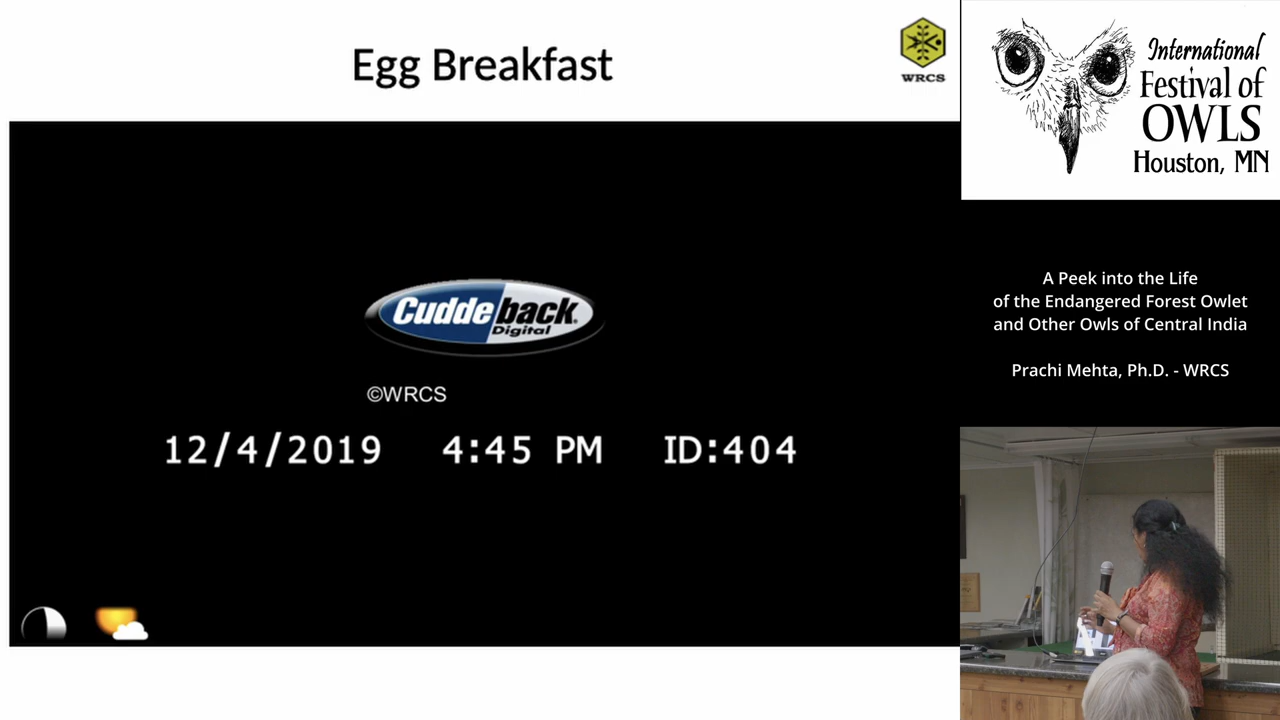 Egg Breakfast
WRCS
Cuddeback
Digital
©WRCS
12/4/2019 4:45 PM ID:404
International
Festival of
OWLS
Houston, MN
A Peek into the Life
of the Endangered Forest Owlet
and Other Owls of Central India
Prachi Mehta, Ph.D. - WRCS